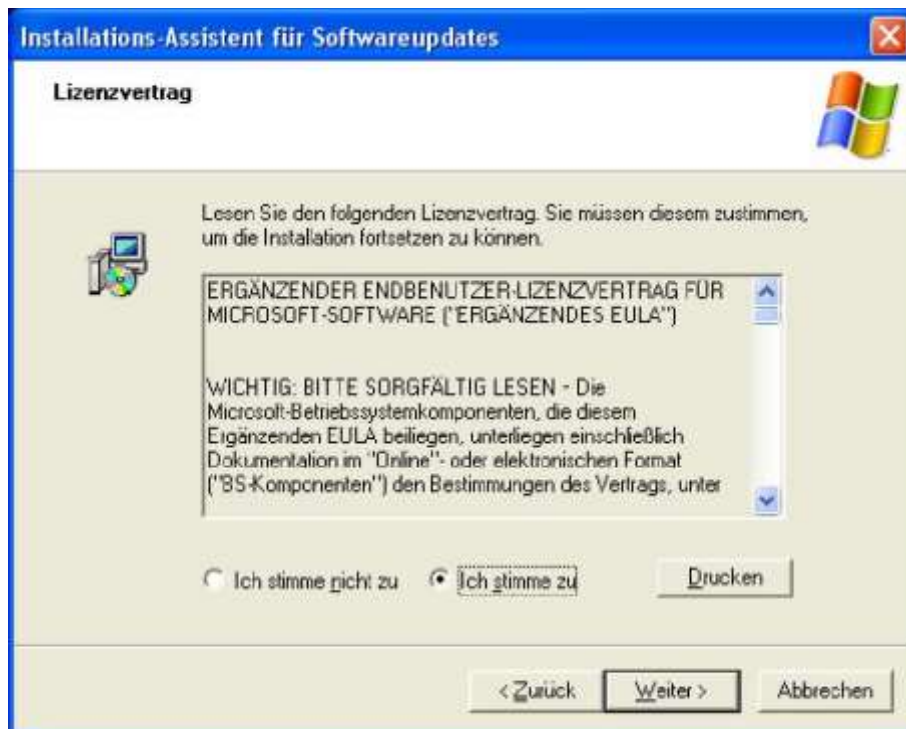 Installations-Assistent für Softwareupdates
Lizenzvertrag
Lesen Sie den folgenden Lizenzvertrag. Sie müssen diesem zustimmen,
um die Installation fortsetzen zu können.
ERGÄNZENDER ENDBENUTZER-LIZENZVERTRAG FÜR
MICROSOFT-SOFTWARE ("ERGÄNZENDES EULA")
WICHTIG: BITTE SORGFÄLTIG LESEN - Die
Microsoft-Betriebssystemkomponenten, die diesem
Ergänzenden EULA beiliegen, unterliegen einschließlich
Dokumentation im "Online"- oder elektronischen Format
("BS-Komponenten") den Bestimmungen des Vertrags, unter
Ich stimme nicht zu Ich stimme zu Drucken
< Zurück Weiter > Abbrechen